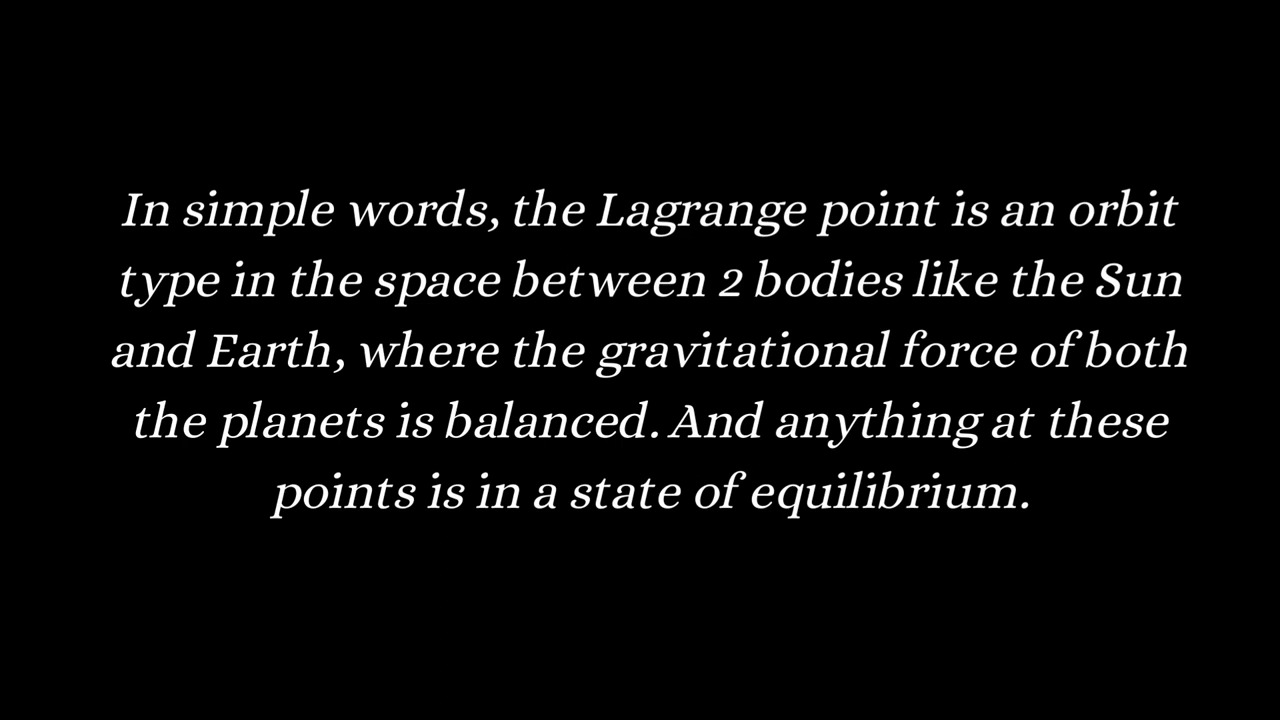 In simple words, the Lagrange point is an orbit
type in the space between 2 bodies like the Sun
and Earth, where the gravitational force of both
the planets is balanced. And anything at these
points is in a state of equilibrium.